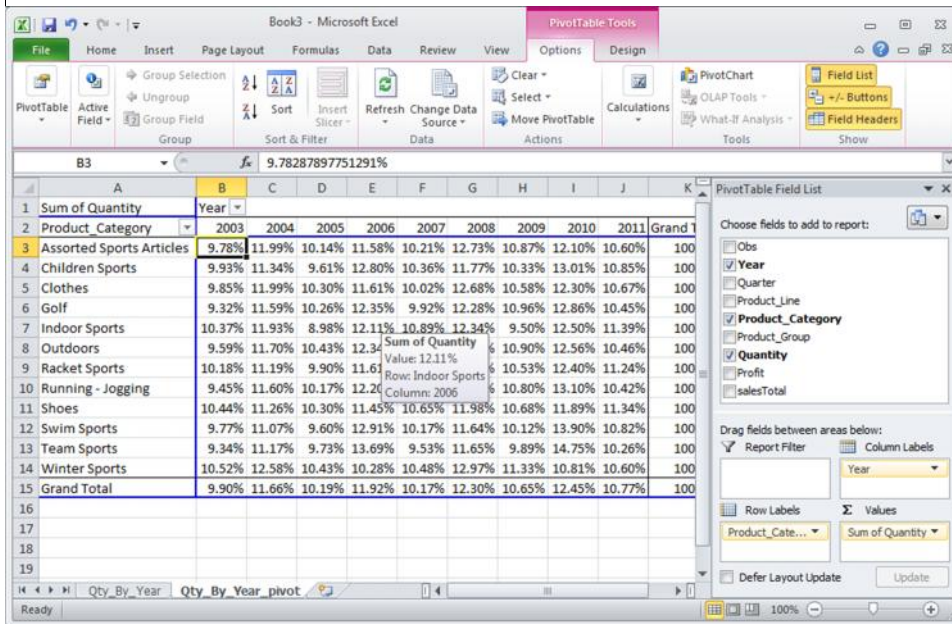 Book3 - Microsoft Excel
PivotTable Tools
File Home Insert Page Layout Formulas Data Review View Options Design
PivotTable
Active Field
Group Selection
Ungroup
Group Field
Group
Sort
Insert Slicer
Sort & Filter
Refresh
Change Data Source
Data
Clear
Select
Move PivotTable
Actions
Calculations
PivotChart
OLAP Tools
What-If Analysis
Tools
Field List
+/- Buttons
Field Headers
Show
B3 fx 9.78287897751291%
A B C D E F G H I J K
1 Sum of Quantity Year
2 Product_Category 2003 2004 2005 2006 2007 2008 2009 2010 2011 Grand T
3 Assorted Sports Articles 9.78% 11.99% 10.14% 11.58% 10.21% 12.73% 10.87% 12.10% 10.60% 100
4 Children Sports 9.93% 11.34% 9.61% 12.80% 10.36% 11.77% 10.33% 13.01% 10.85% 100
5 Clothes 9.85% 11.99% 10.30% 11.61% 10.02% 12.68% 10.58% 12.30% 10.67% 100
6 Golf 9.32% 11.59% 10.26% 12.35% 9.92% 12.28% 10.96% 12.86% 10.45% 100
7 Indoor Sports 10.37% 11.93% 8.98% 12.11% 10.89% 12.34% 9.50% 12.50% 11.39% 100
8 Outdoors 9.59% 11.70% 10.43% 12.34 10.90% 12.56% 10.46% 100
9 Racket Sports 10.18% 11.19% 9.90% 11.61 10.53% 12.40% 11.24% 100
10 Running - Jogging 9.45% 11.60% 10.17% 12.20 10.80% 13.10% 10.42% 100
11 Shoes 10.44% 11.26% 10.30% 11.45% 10.65% 11.98% 10.68% 11.89% 11.34% 100
12 Swim Sports 9.77% 11.07% 9.60% 12.91% 10.17% 11.64% 10.12% 13.90% 10.82% 100
13 Team Sports 9.34% 11.17% 9.73% 13.69% 9.53% 11.65% 9.89% 14.75% 10.26% 100
14 Winter Sports 10.52% 12.58% 10.43% 10.28% 10.48% 12.97% 11.33% 10.81% 10.60% 100
15 Grand Total 9.90% 11.66% 10.19% 11.92% 10.17% 12.30% 10.65% 12.45% 10.77% 100
16
17
18
19
Sum of Quantity
Value: 12.11%
Row: Indoor Sports
Column: 2006
PivotTable Field List
Choose fields to add to report:
Obs
Year
Quarter
Product_Line
Product_Category
Product_Group
Quantity
Profit
salesTotal
Drag fields between areas below:
Report Filter Column Labels
Year
Row Labels Σ Values
Product_Cate... Sum of Quantity
Defer Layout Update Update
Qty_By_Year Qty_By_Year_pivot
Ready 100%